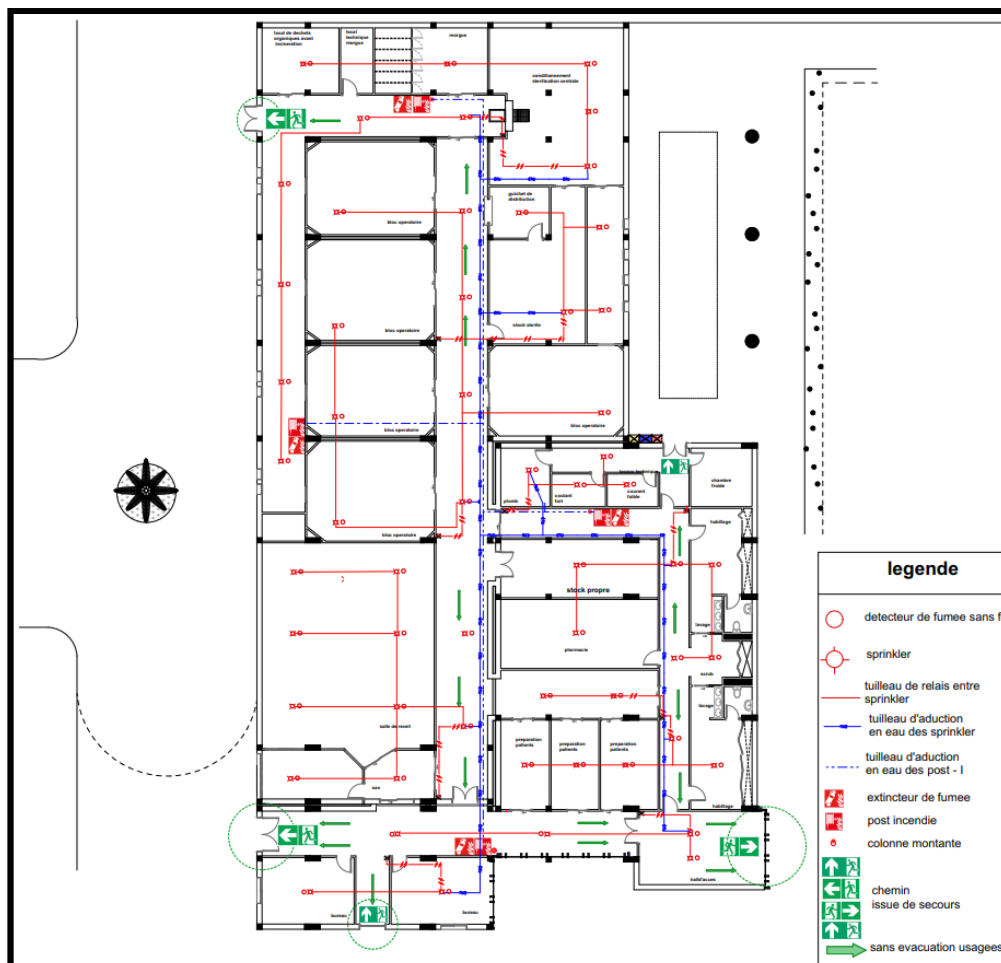 local de dechets
organiques avant
incineration
local
technique
morgue
morgue
conditionnement
sterilisation centrale
guichet de
distribution
bloc operatoire
bloc operatoire
stock sterile
bloc operatoire
bloc operatoire
bloc operatoire
plomb
courant
fort
courant
faible
chambre
froide
habillage
stock propre
pharmacie
lavage
scrub
lavage
salle de reveil
sas
preparation
patients
preparation
patients
preparation
patients
habillage
bureau
bureau
legende
detecteur de fumee sans f
sprinkler
tuilleau de relais entre
sprinkler
tuilleau d'aduction
en eau des sprinkler
tuilleau d'aduction
en eau des post - I
extincteur de fumee
post incendie
colonne montante
chemin
issue de secours
sans evacuation usagees